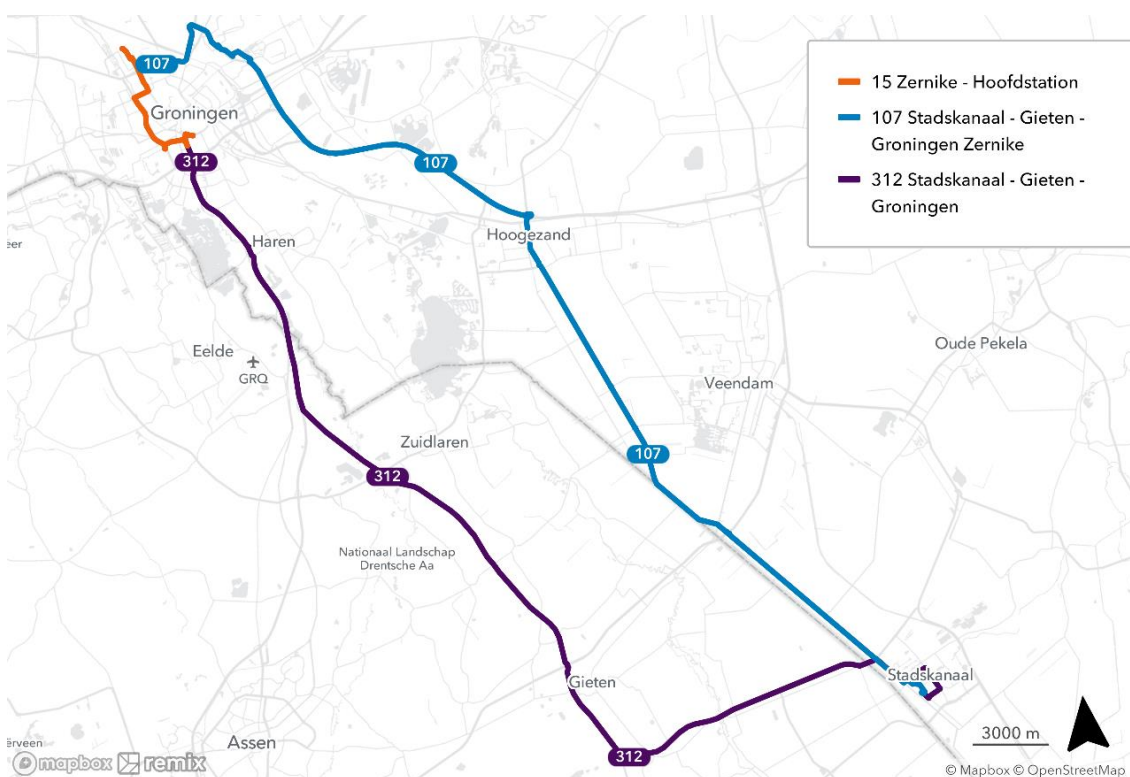 107
15 Zernike - Hoofdstation
Groningen
107 Stadskanaal - Gieten -
Groningen Zernike
312
107
312 Stadskanaal - Gieten -
Groningen
Hoogezand
eer
Haren
Eelde
GRQ
Oude Pekela
Veendam
Zuidlaren
107
312
Nationaal Landschap
Drentsche Aa
Gieten
Stadskanaal
Assen
3000 m
erveen
312
mapbox remix
© Mapbox © OpenStreetMap